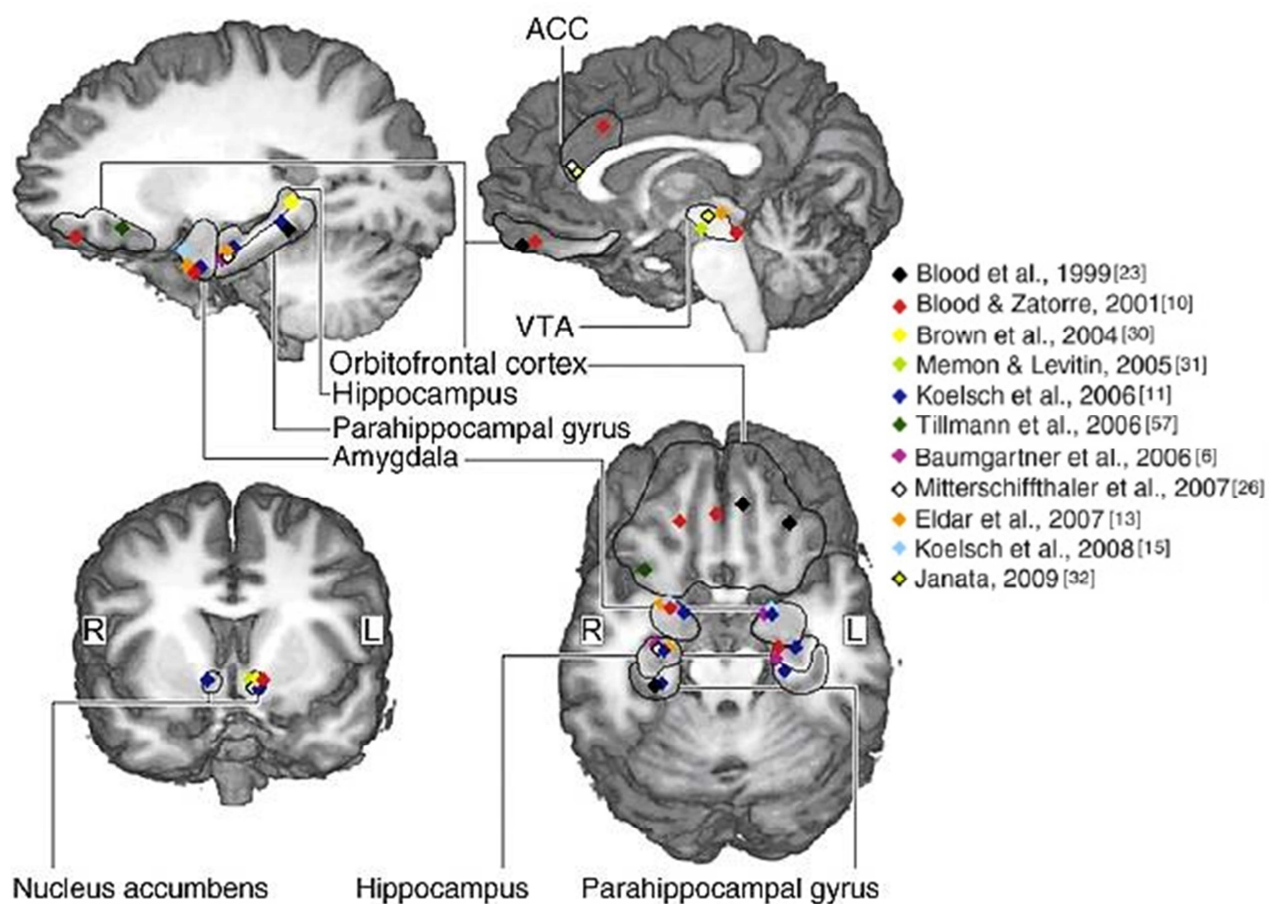 ACC
VTA
Orbitofrontal cortex
Hippocampus
Parahippocampal gyrus
Amygdala
Blood et al., 1999[23]
Blood & Zatorre, 2001[10]
Brown et al., 2004[30]
Memon & Levitin, 2005[31]
Koelsch et al., 2006[11]
Tillmann et al., 2006[57]
Baumgartner et al., 2006[6]
Mitterschiffthaler et al., 2007[26]
Eldar et al., 2007[13]
Koelsch et al., 2008[15]
Janata, 2009[32]
R
L
R
L
Nucleus accumbens
Hippocampus
Parahippocampal gyrus